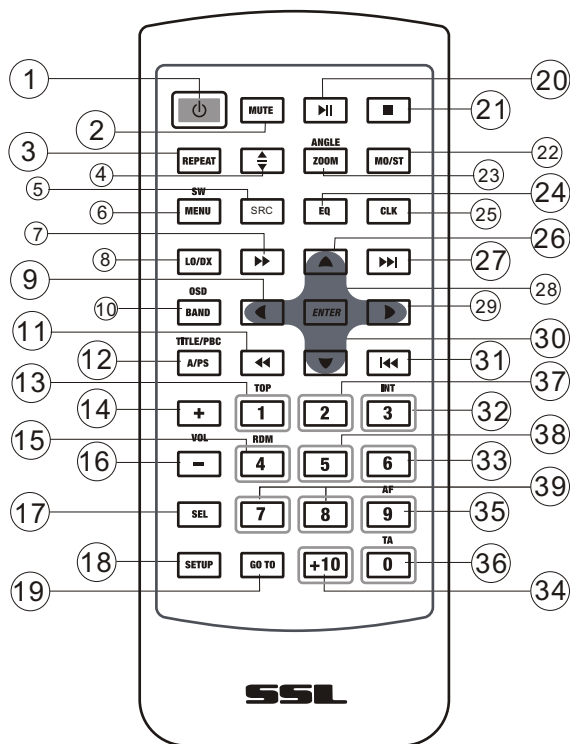 1 MUTE 20
2 21
ANGLE
3 REPEAT ZOOM MO/ST 22
4 23
5 SW 24
6 MENU SRC EQ CLK 25
7 26
8 LO/DX 27
9 OSD 28
10 BAND ENTER 29
11 TITLE/PBC 30
12 A/PS 31
13 TOP INT 37
14 + 1 2 3 32
15 VOL RDM 38
16 - 4 5 6 33
AF 39
17 SEL 7 8 9 35
TA
18 SETUP GO TO +10 0 36
19 34
SSL